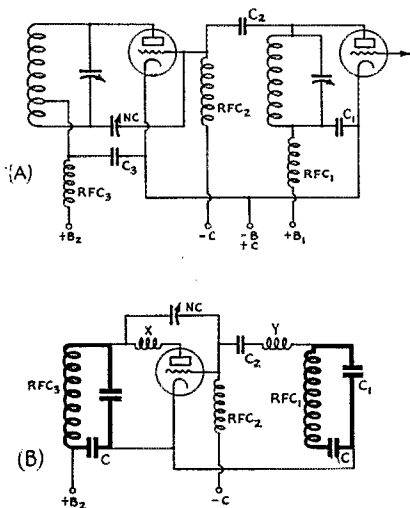 C₂
NC
RFC₂
C₁
C₃
RFC₁
(A)
RFC₃
+B₂
-C
-B
+C
+B₁
NC
X
Y
C₂
RFC₃
RFC₁
C₁
RFC₂
C
C
(B)
+B₂
-C